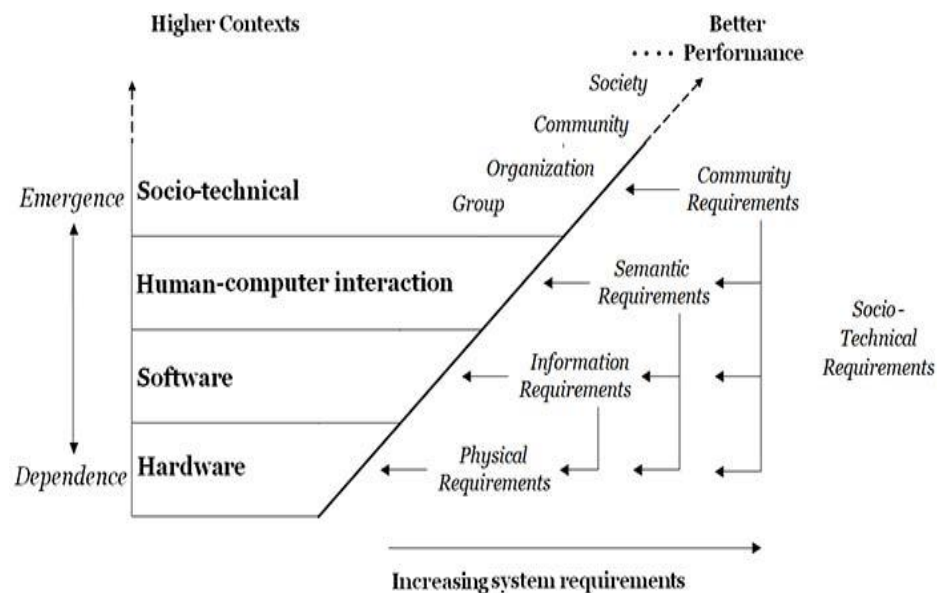 Higher Contexts
Better
···· Performance
Society
Community
Organization
Group
Emergence
Socio-technical
Community
Requirements
Human-computer interaction
Semantic
Requirements
Socio-
Technical
Requirements
Software
Information
Requirements
Dependence
Hardware
Physical
Requirements
Increasing system requirements